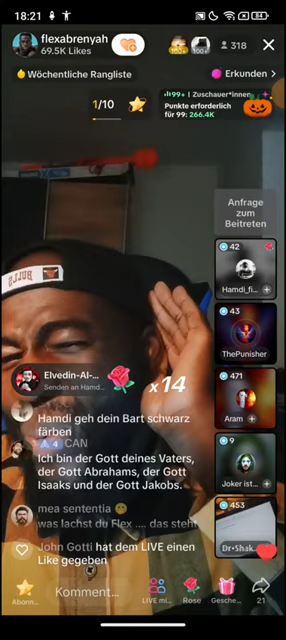 18:21
84
flexabrenyah
69.5K Likes
318
Wöchentliche Rangliste
Erkunden >
1/10
99+ | Zuschauer*innen
Punkte erforderlich
für 99: 266.4K
Anfrage
zum
Beitreten
BULLS
42
Hamdi_fi...
43
ThePunisher
471
Aram
9
Joker ist...
453
Dr•Shak
Elvedin-Al-...
Senden an Hamd...
x14
Hamdi geh dein Bart schwarz
färben
4 CAN
Ich bin der Gott deines Vaters,
der Gott Abrahams, der Gott
Isaaks und der Gott Jakobs.
mea sententia
was lachst du Flex .... das steht
John Gotti hat dem LIVE einen
Like gegeben
Abonn...
Komment...
LIVE mi...
Rose
Gesche...
21